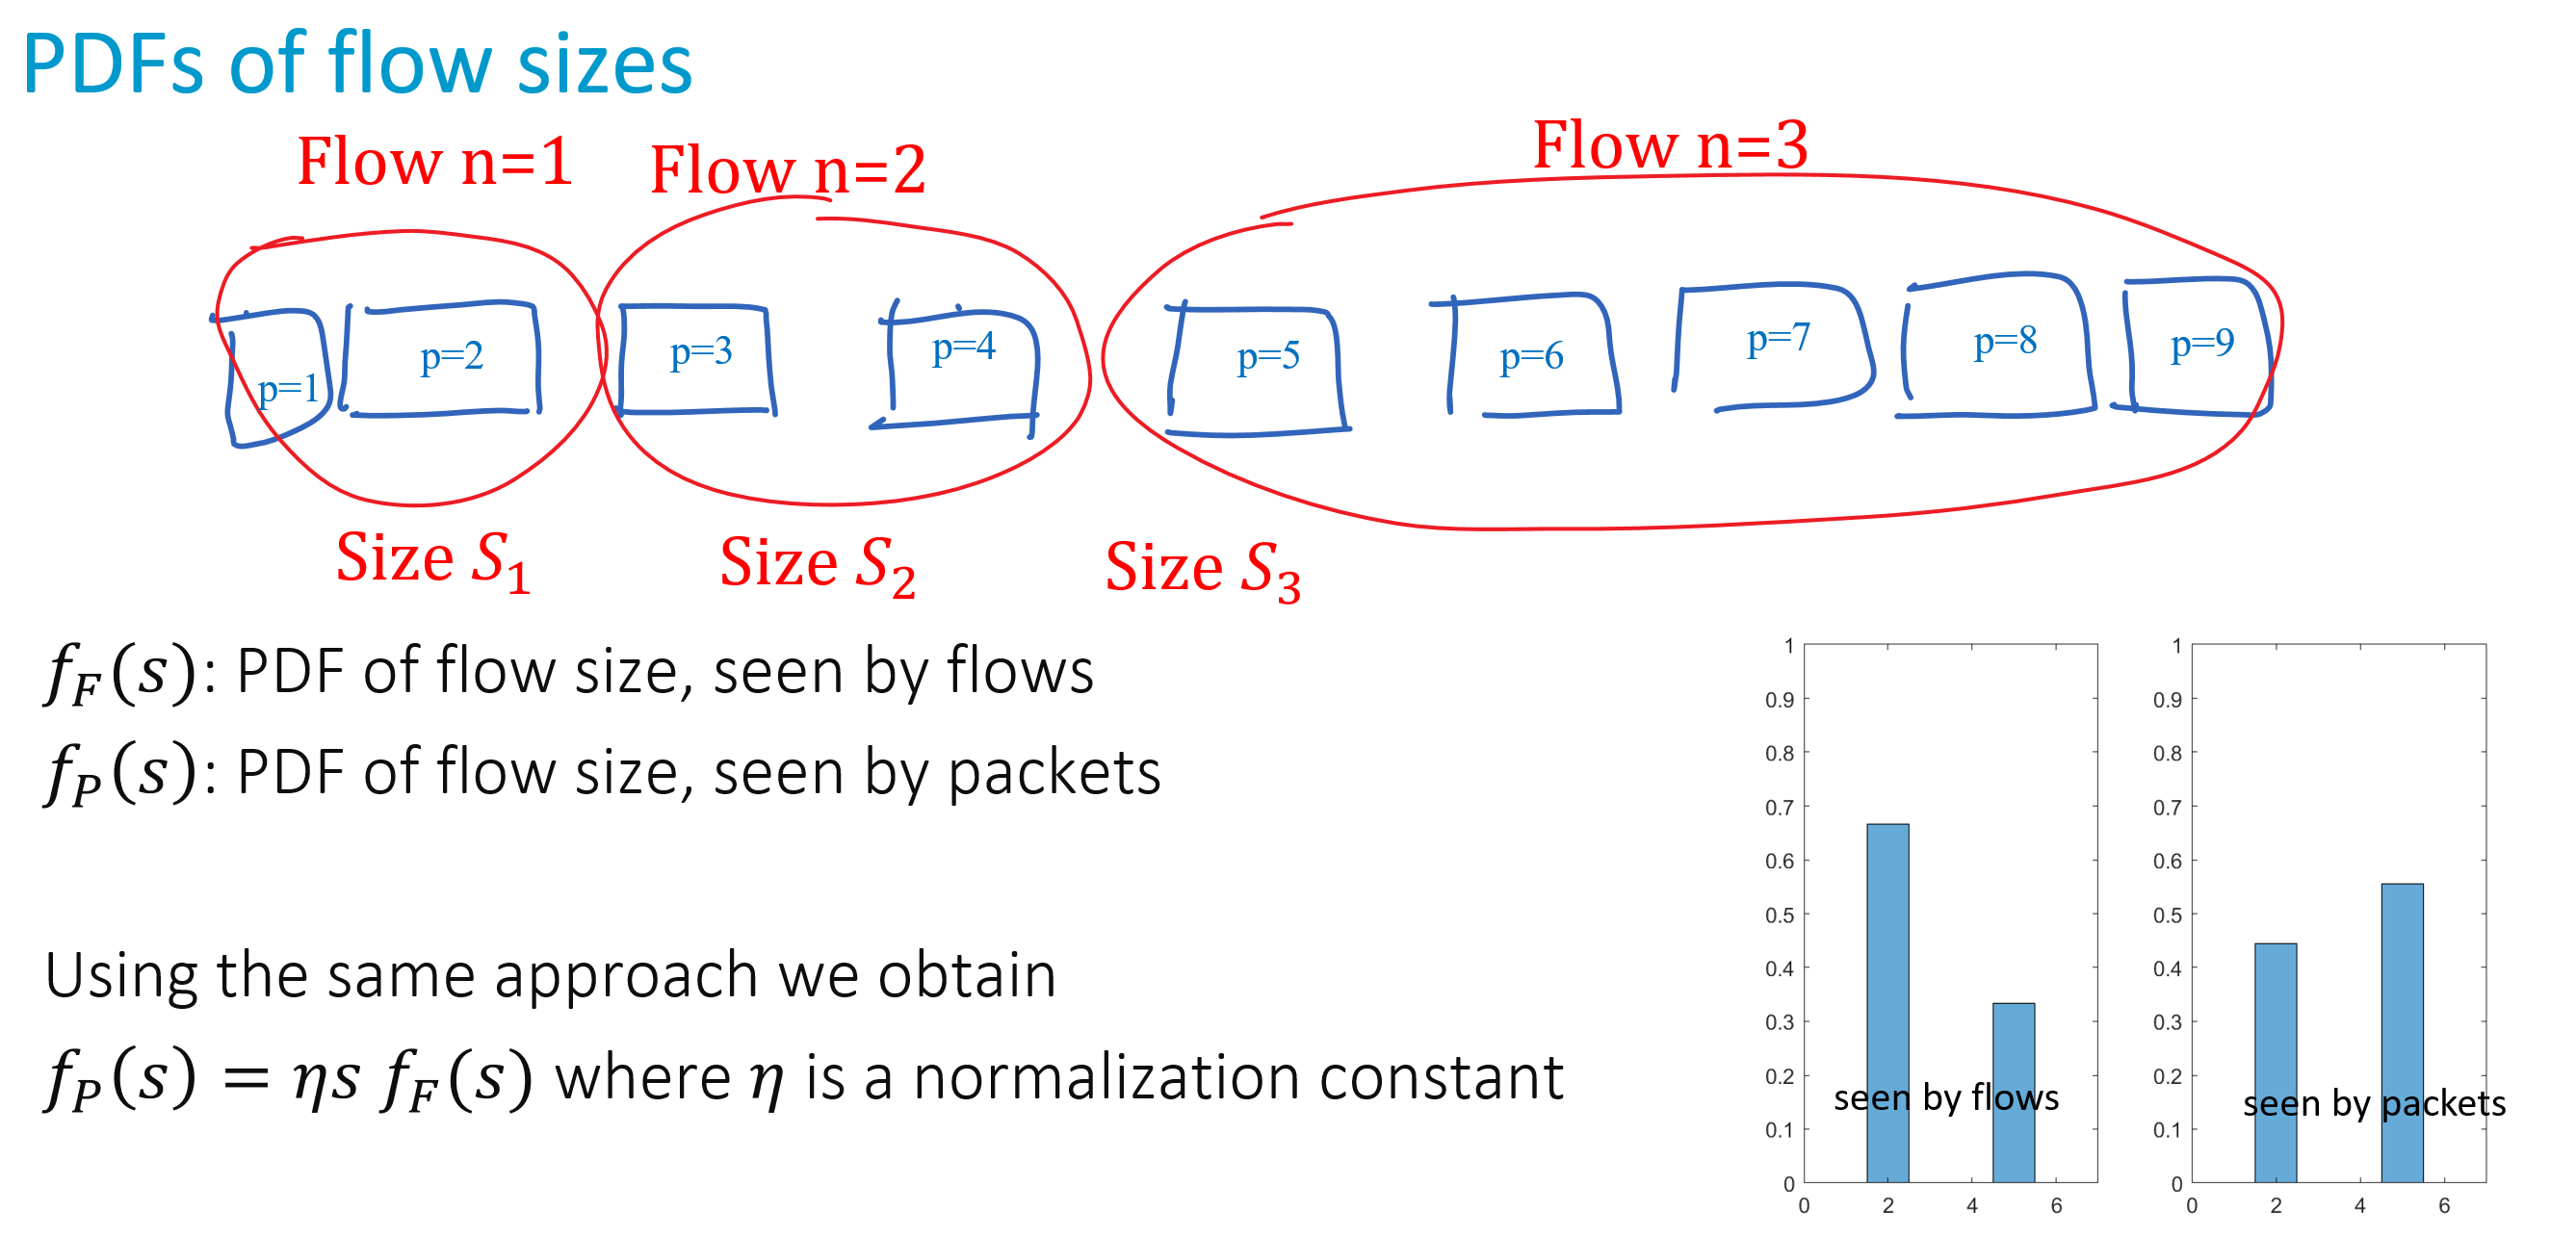 PDFs of flow sizes
Flow n=1
Flow n=2
Flow n=3
p=1
p=2
p=3
p=4
p=5
p=6
p=7
p=8
p=9
Size S₁
Size S₂
Size S₃
f_F(s): PDF of flow size, seen by flows
f_P(s): PDF of flow size, seen by packets
Using the same approach we obtain
f_P(s) = ηs f_F(s) where η is a normalization constant
1
0.9
0.8
0.7
0.6
0.5
0.4
0.3
0.2
0.1
0
0 2 4 6
seen by flows
1
0.9
0.8
0.7
0.6
0.5
0.4
0.3
0.2
0.1
0
0 2 4 6
seen by packets